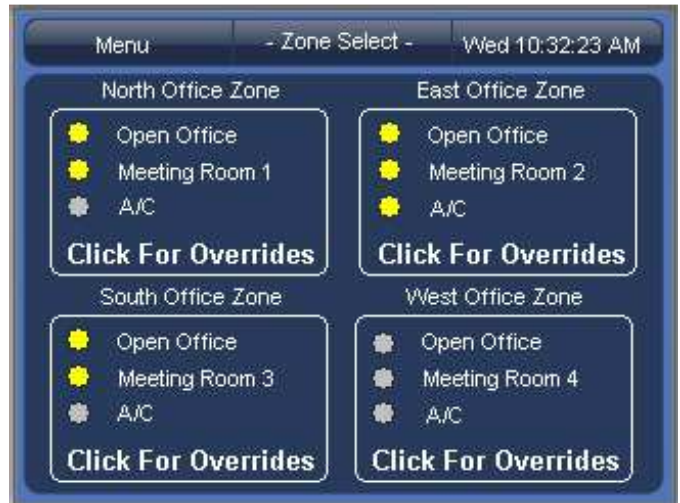 Menu - Zone Select - Wed 10:32:23 AM
North Office Zone
Open Office
Meeting Room 1
A/C
Click For Overrides
East Office Zone
Open Office
Meeting Room 2
A/C
Click For Overrides
South Office Zone
Open Office
Meeting Room 3
A/C
Click For Overrides
West Office Zone
Open Office
Meeting Room 4
A/C
Click For Overrides